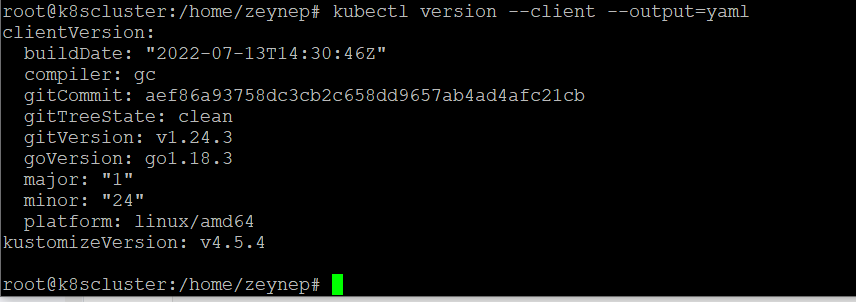 root@k8scluster:/home/zeynep# kubectl version --client --output=yaml
clientVersion:
  buildDate: "2022-07-13T14:30:46Z"
  compiler: gc
  gitCommit: aef86a93758dc3cb2c658dd9657ab4ad4afc21cb
  gitTreeState: clean
  gitVersion: v1.24.3
  goVersion: go1.18.3
  major: "1"
  minor: "24"
  platform: linux/amd64
kustomizeVersion: v4.5.4

root@k8scluster:/home/zeynep#